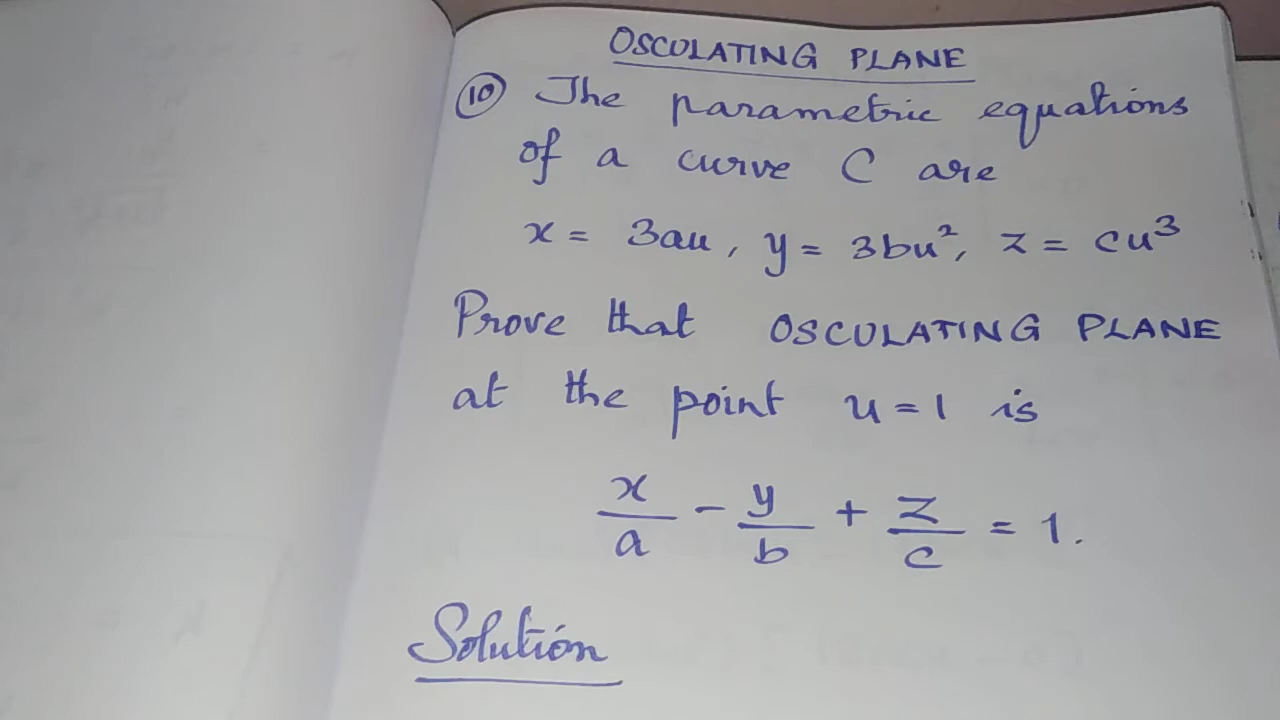 OSCULATING PLANE
⑩ The parametric equations
of a curve C are
x = 3au, y = 3bu², z = cu³
Prove that OSCULATING PLANE
at the point u = 1 is
x/a - y/b + z/c = 1.
Solution